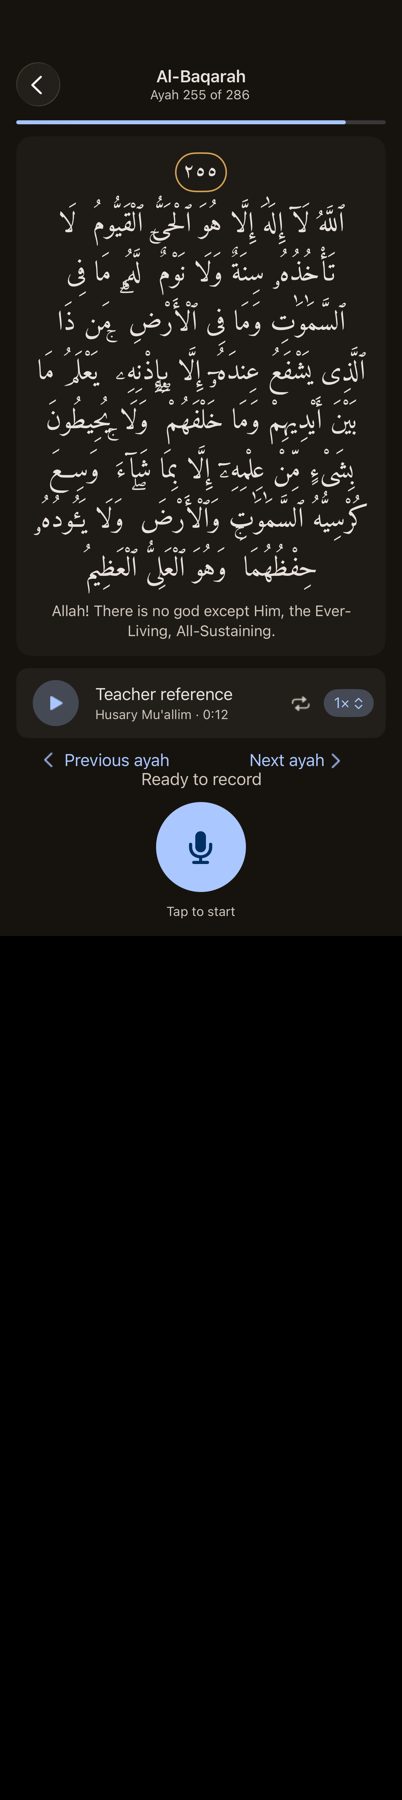 Al-Baqarah
Ayah 255 of 286
٢٥٥
ٱللَّهُ لَآ إِلَٰهَ إِلَّا هُوَ ٱلْحَىُّ ٱلْقَيُّومُ ۚ لَا
تَأْخُذُهُۥ سِنَةٌ وَلَا نَوْمٌ ۚ لَّهُۥ مَا فِى
ٱلسَّمَٰوَٰتِ وَمَا فِى ٱلْأَرْضِ ۗ مَن ذَا
ٱلَّذِى يَشْفَعُ عِندَهُۥٓ إِلَّا بِإِذْنِهِۦ ۚ يَعْلَمُ مَا
بَيْنَ أَيْدِيهِمْ وَمَا خَلْفَهُمْ ۖ وَلَا يُحِيطُونَ
بِشَىْءٍ مِّنْ عِلْمِهِۦٓ إِلَّا بِمَا شَآءَ ۚ وَسِعَ
كُرْسِيُّهُ ٱلسَّمَٰوَٰتِ وَٱلْأَرْضَ ۖ وَلَا يَـُٔودُهُۥ
حِفْظُهُمَا ۚ وَهُوَ ٱلْعَلِىُّ ٱلْعَظِيمُ
Allah! There is no god except Him, the Ever-
Living, All-Sustaining.
Teacher reference
Husary Mu'allim · 0:12
1×
Previous ayah
Next ayah
Ready to record
Tap to start